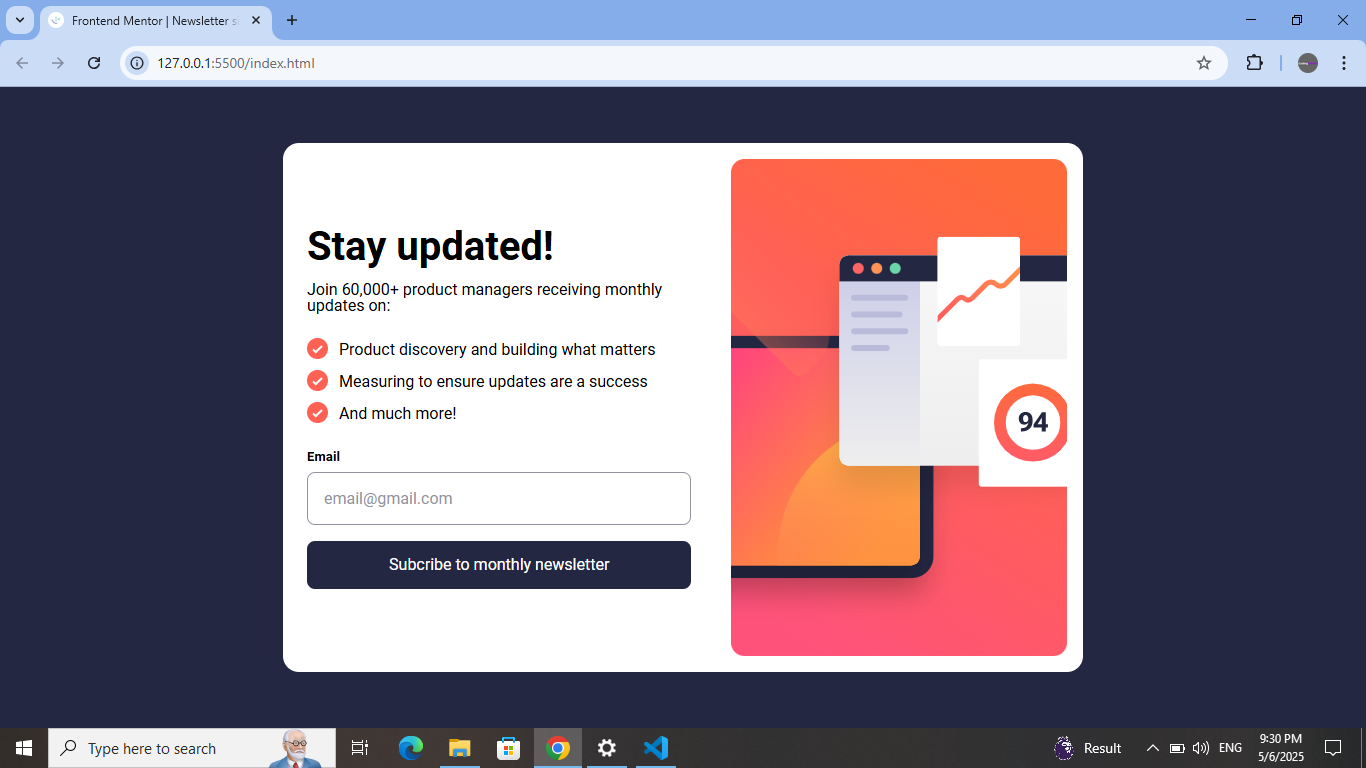 Frontend Mentor | Newsletter s
127.0.0.1:5500/index.html
Stay updated!
Join 60,000+ product managers receiving monthly
updates on:
Product discovery and building what matters
Measuring to ensure updates are a success
And much more!
Email
email@gmail.com
Subcribe to monthly newsletter
94
Type here to search
Result
ENG
9:30 PM
5/6/2025